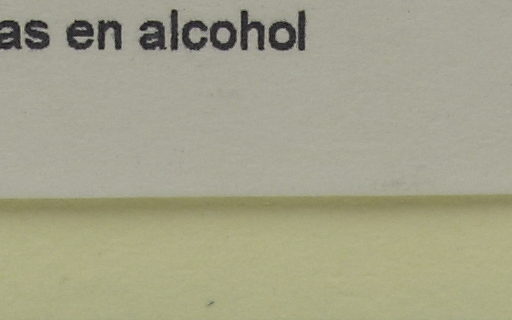 as en alcohol